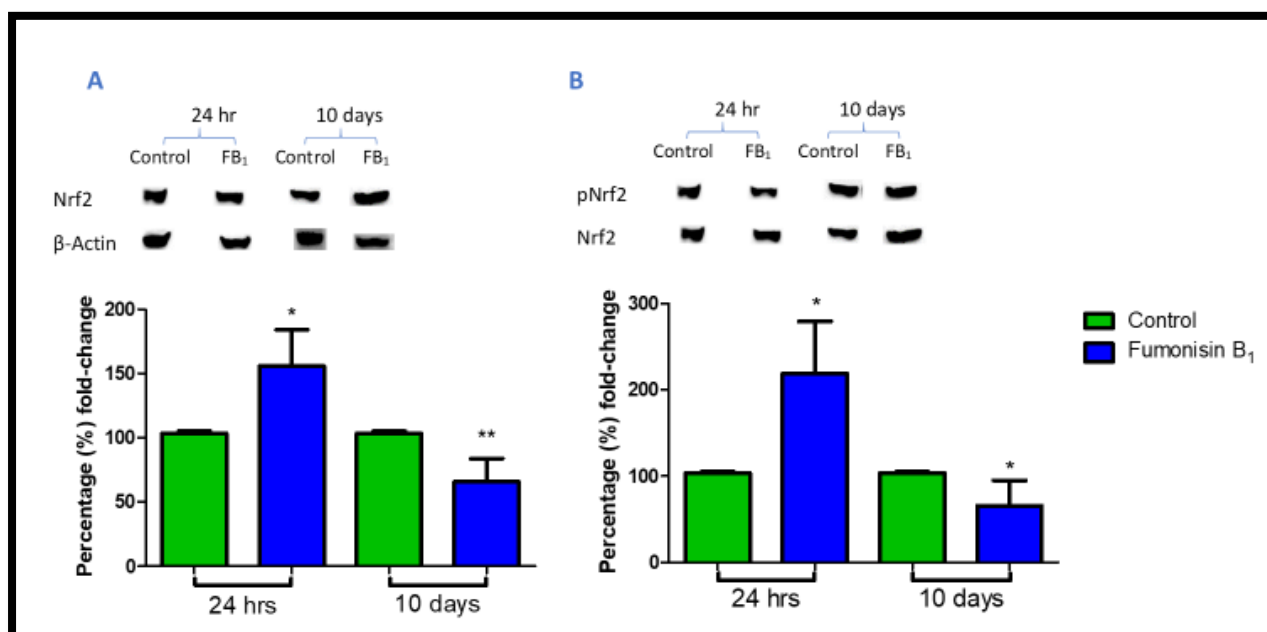 A
24 hr
10 days
Control
FB₁
Control
FB₁
Nrf2
β-Actin
Percentage (%) fold-change
200
150
100
50
0
*
**
24 hrs
10 days
B
24 hr
10 days
Control
FB₁
Control
FB₁
pNrf2
Nrf2
Percentage (%) fold-change
300
200
100
0
*
*
24 hrs
10 days
Control
Fumonisin B₁